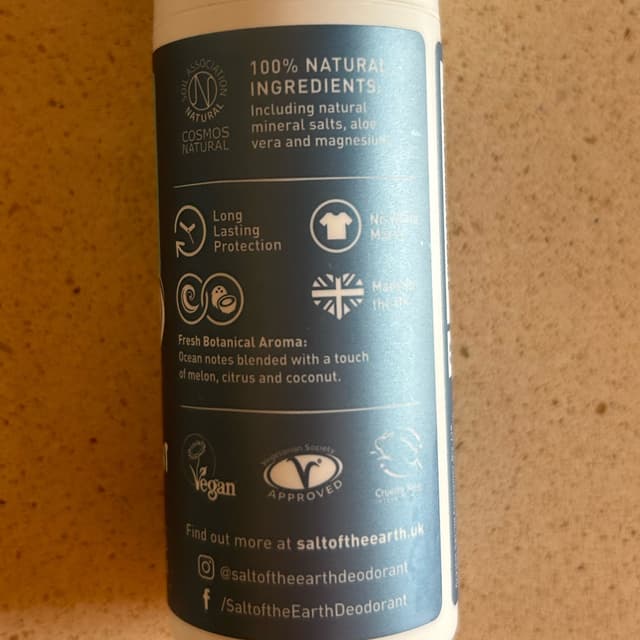 SOIL ASSOCIATION
NATURAL
COSMOS
NATURAL
100% NATURAL
INGREDIENTS.
Including natural
mineral salts, aloe
vera and magnesium.
Long
Lasting
Protection
Fresh Botanical Aroma:
Ocean notes blended with a touch
of melon, citrus and coconut.
Vegan
Vegetarian Society
APPROVED
Find out more at saltoftheearth.uk
@saltoftheearthdeodorant
/SaltoftheEarthDeodorant